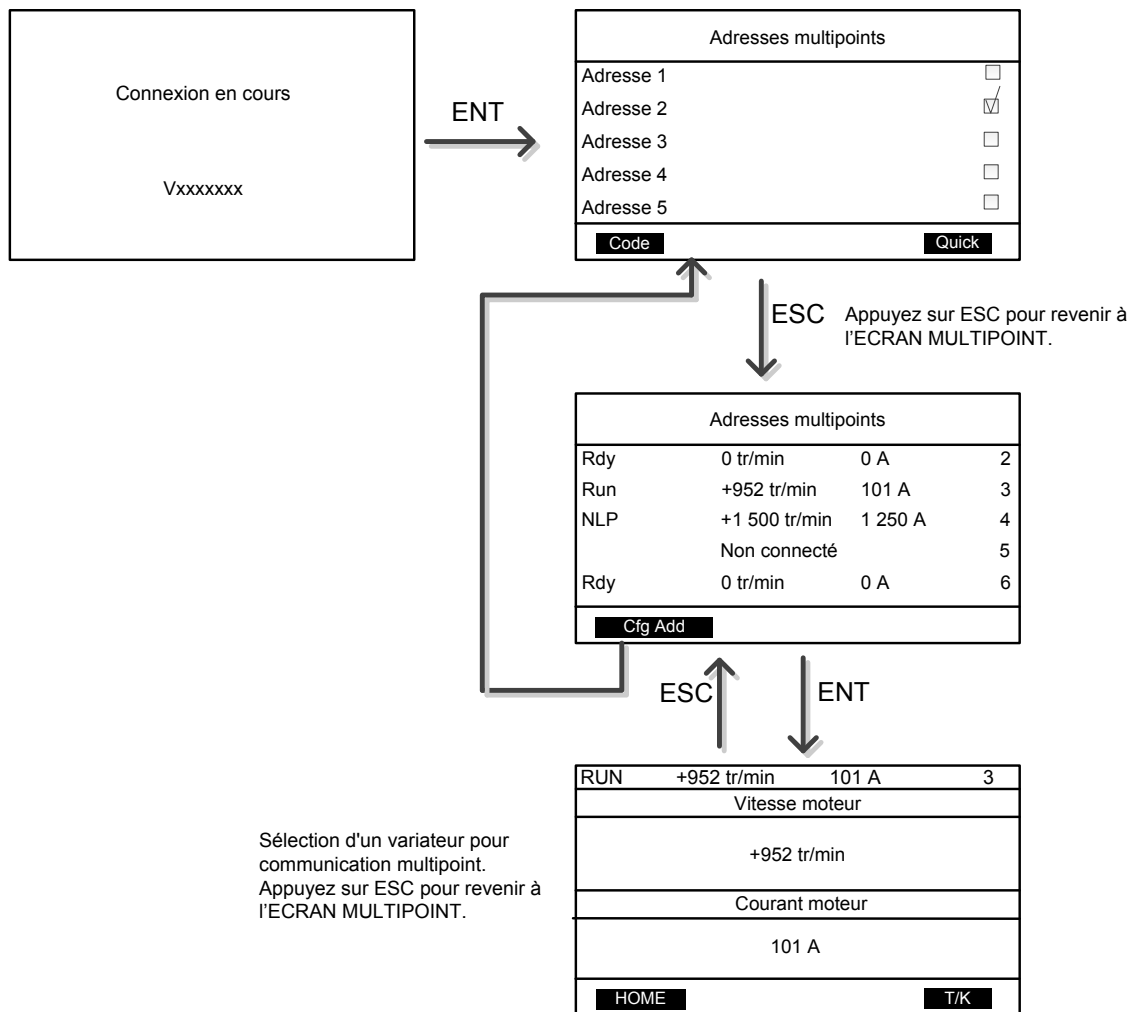 Connexion en cours
Vxxxxxxx
ENT
Adresses multipoints
Adresse 1
Adresse 2
Adresse 3
Adresse 4
Adresse 5
Code Quick
ESC
Appuyez sur ESC pour revenir à
l'ECRAN MULTIPOINT.
Adresses multipoints
Rdy 0 tr/min 0 A 2
Run +952 tr/min 101 A 3
NLP +1 500 tr/min 1 250 A 4
Non connecté 5
Rdy 0 tr/min 0 A 6
Cfg Add
ESC ENT
Sélection d'un variateur pour
communication multipoint.
Appuyez sur ESC pour revenir à
l'ECRAN MULTIPOINT.
RUN +952 tr/min 101 A 3
Vitesse moteur
+952 tr/min
Courant moteur
101 A
HOME T/K